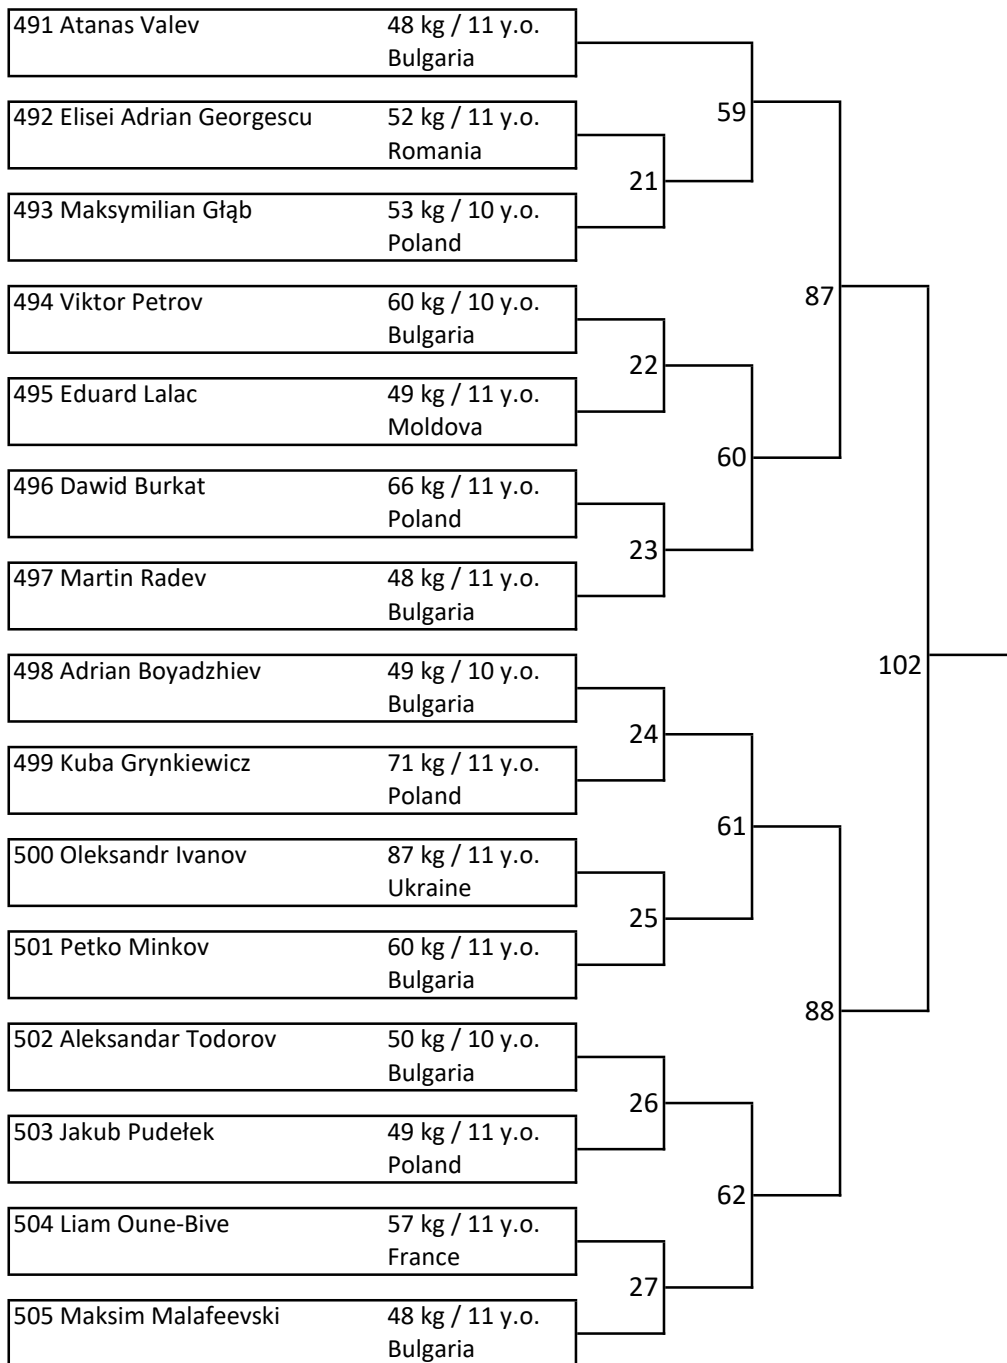 491 Atanas Valev 48 kg / 11 y.o.
Bulgaria
59
492 Elisei Adrian Georgescu 52 kg / 11 y.o.
Romania
21
493 Maksymilian Głąb 53 kg / 10 y.o.
Poland
87
494 Viktor Petrov 60 kg / 10 y.o.
Bulgaria
22
495 Eduard Lalac 49 kg / 11 y.o.
Moldova
60
496 Dawid Burkat 66 kg / 11 y.o.
Poland
23
497 Martin Radev 48 kg / 11 y.o.
Bulgaria
102
498 Adrian Boyadzhiev 49 kg / 10 y.o.
Bulgaria
24
499 Kuba Grynkiewicz 71 kg / 11 y.o.
Poland
61
500 Oleksandr Ivanov 87 kg / 11 y.o.
Ukraine
25
501 Petko Minkov 60 kg / 11 y.o.
Bulgaria
88
502 Aleksandar Todorov 50 kg / 10 y.o.
Bulgaria
26
503 Jakub Pudełek 49 kg / 11 y.o.
Poland
62
504 Liam Oune-Bive 57 kg / 11 y.o.
France
27
505 Maksim Malafeevski 48 kg / 11 y.o.
Bulgaria